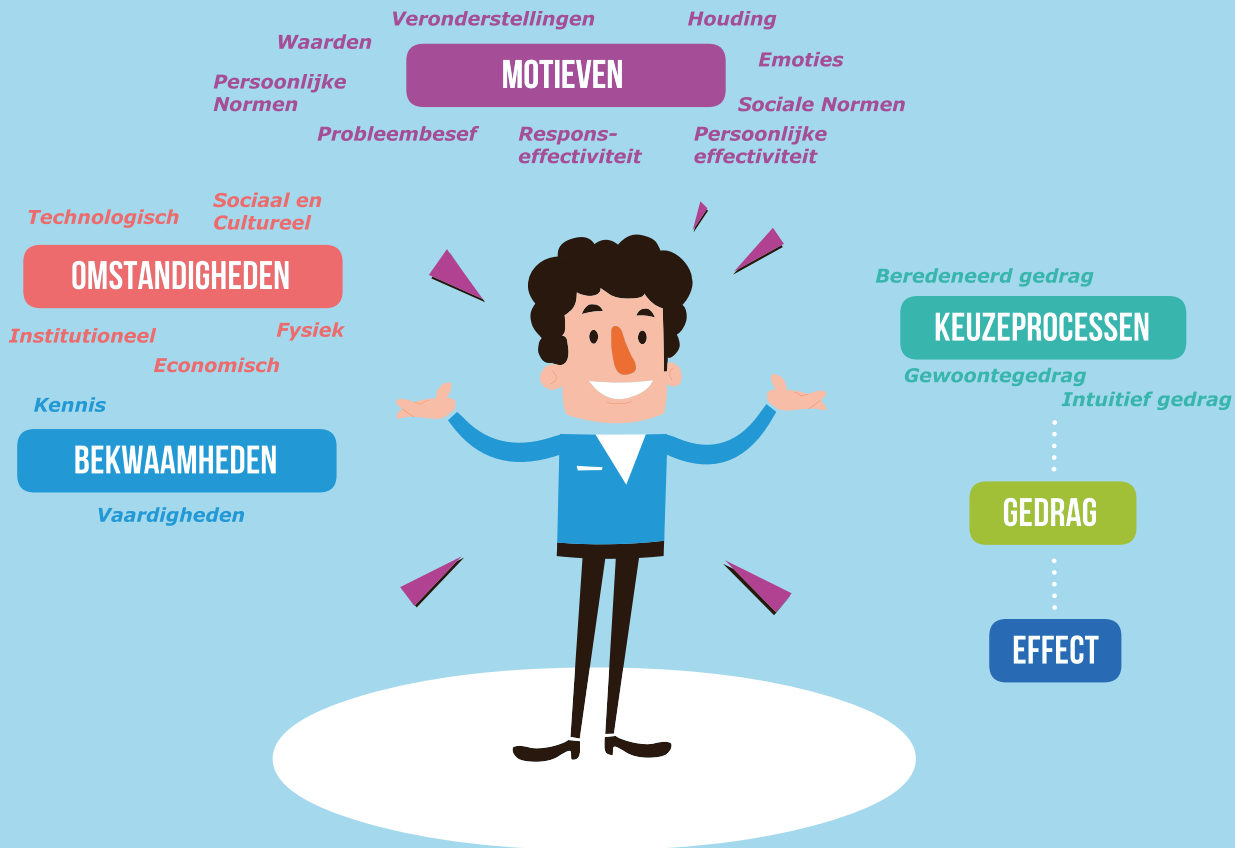 Veronderstellingen
Houding
Waarden
MOTIEVEN
Emoties
Persoonlijke
Normen
Sociale Normen
Probleembesef
Respons-
effectiviteit
Persoonlijke
effectiviteit
Technologisch
Sociaal en
Cultureel
OMSTANDIGHEDEN
Institutioneel
Fysiek
Economisch
Kennis
BEKWAAMHEDEN
Vaardigheden
Beredeneerd gedrag
KEUZEPROCESSEN
Gewoontegedrag
Intuitief gedrag
GEDRAG
EFFECT